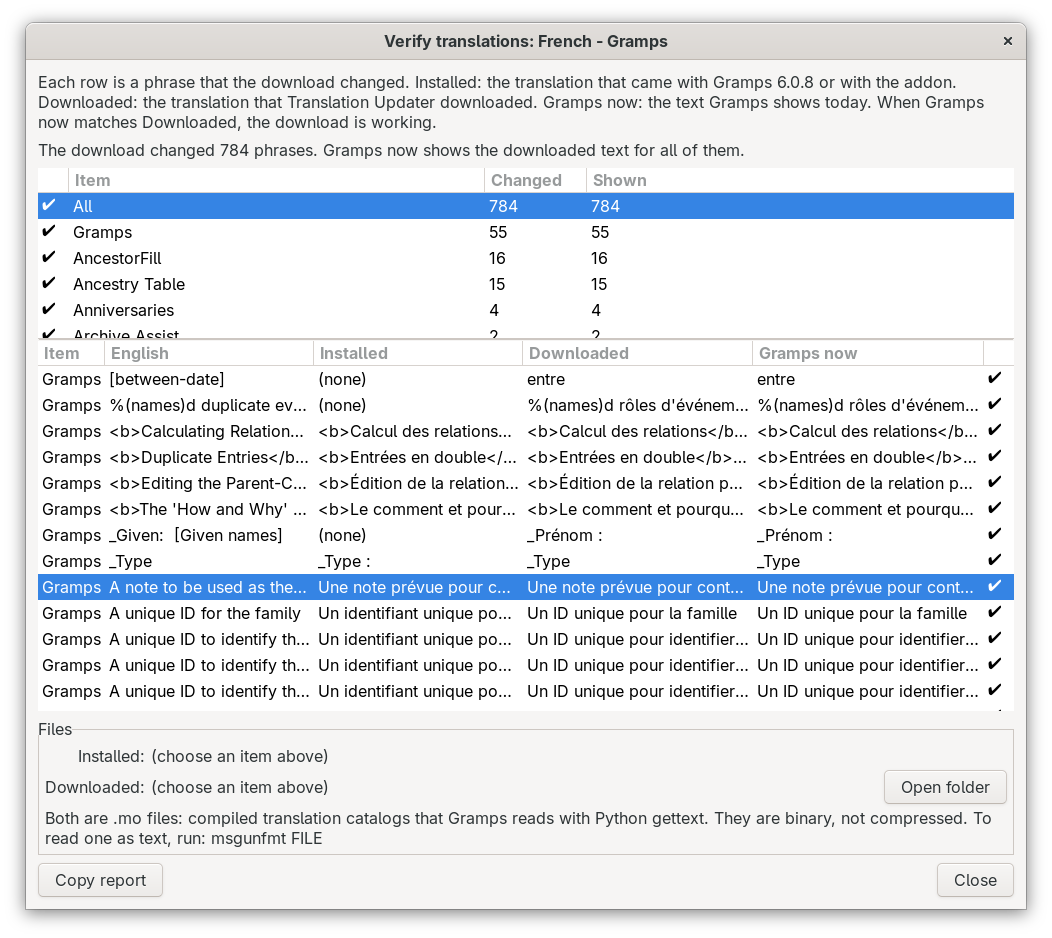 Verify translations: French - Gramps
Each row is a phrase that the download changed. Installed: the translation that came with Gramps 6.0.8 or with the addon.
Downloaded: the translation that Translation Updater downloaded. Gramps now: the text Gramps shows today. When Gramps
now matches Downloaded, the download is working.
The download changed 784 phrases. Gramps now shows the downloaded text for all of them.
Item Changed Shown
✔ All 784 784
✔ Gramps 55 55
✔ AncestorFill 16 16
✔ Ancestry Table 15 15
✔ Anniversaries 4 4
✔ Archive Assist 2 2
Item English Installed Downloaded Gramps now
Gramps [between-date] (none) entre entre ✔
Gramps %(names)d duplicate ev... (none) %(names)d rôles d'événem... %(names)d rôles d'événem... ✔
Gramps <b>Calculating Relation... <b>Calcul des relations... <b>Calcul des relations</b... <b>Calcul des relations</b... ✔
Gramps <b>Duplicate Entries</b... <b>Entrées en double</... <b>Entrées en double</b>... <b>Entrées en double</b>... ✔
Gramps <b>Editing the Parent-C... <b>Édition de la relation... <b>Édition de la relation p... <b>Édition de la relation p... ✔
Gramps <b>The 'How and Why' ... <b>Le comment et pour... <b>Le comment et pourqu... <b>Le comment et pourqu... ✔
Gramps _Given: [Given names] (none) _Prénom : _Prénom : ✔
Gramps _Type _Type : _Type _Type ✔
Gramps A note to be used as the... Une note prévue pour c... Une note prévue pour cont... Une note prévue pour cont... ✔
Gramps A unique ID for the family Un identifiant unique po... Un ID unique pour la famille Un ID unique pour la famille ✔
Gramps A unique ID to identify th... Un identifiant unique po... Un ID unique pour identifier... Un ID unique pour identifier... ✔
Gramps A unique ID to identify th... Un identifiant unique po... Un ID unique pour identifier... Un ID unique pour identifier... ✔
Gramps A unique ID to identify th... Un identifiant unique po... Un ID unique pour identifier... Un ID unique pour identifier... ✔
Files
Installed: (choose an item above)
Downloaded: (choose an item above) Open folder
Both are .mo files: compiled translation catalogs that Gramps reads with Python gettext. They are binary, not compressed. To
read one as text, run: msgunfmt FILE
Copy report Close